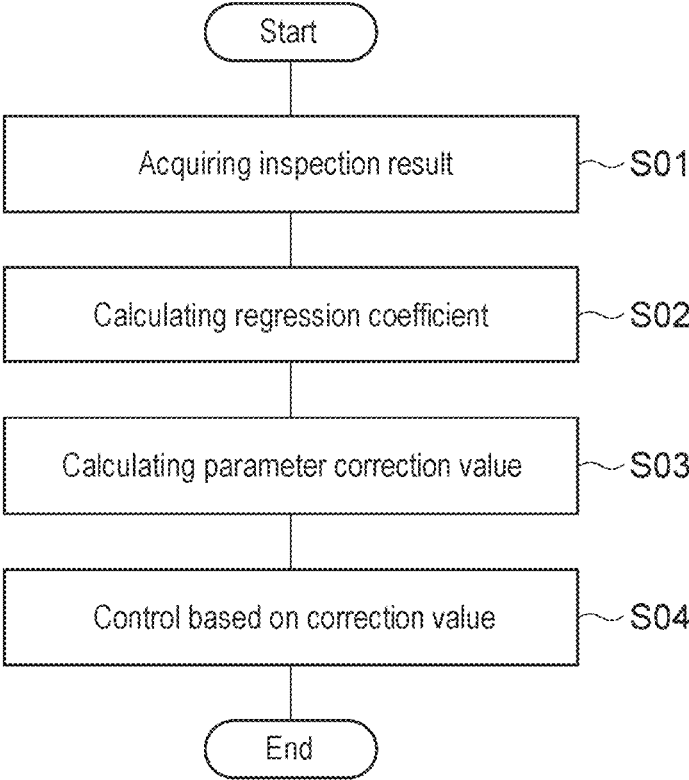 Start
Acquiring inspection result
S01
Calculating regression coefficient
S02
Calculating parameter correction value
S03
Control based on correction value
S04
End